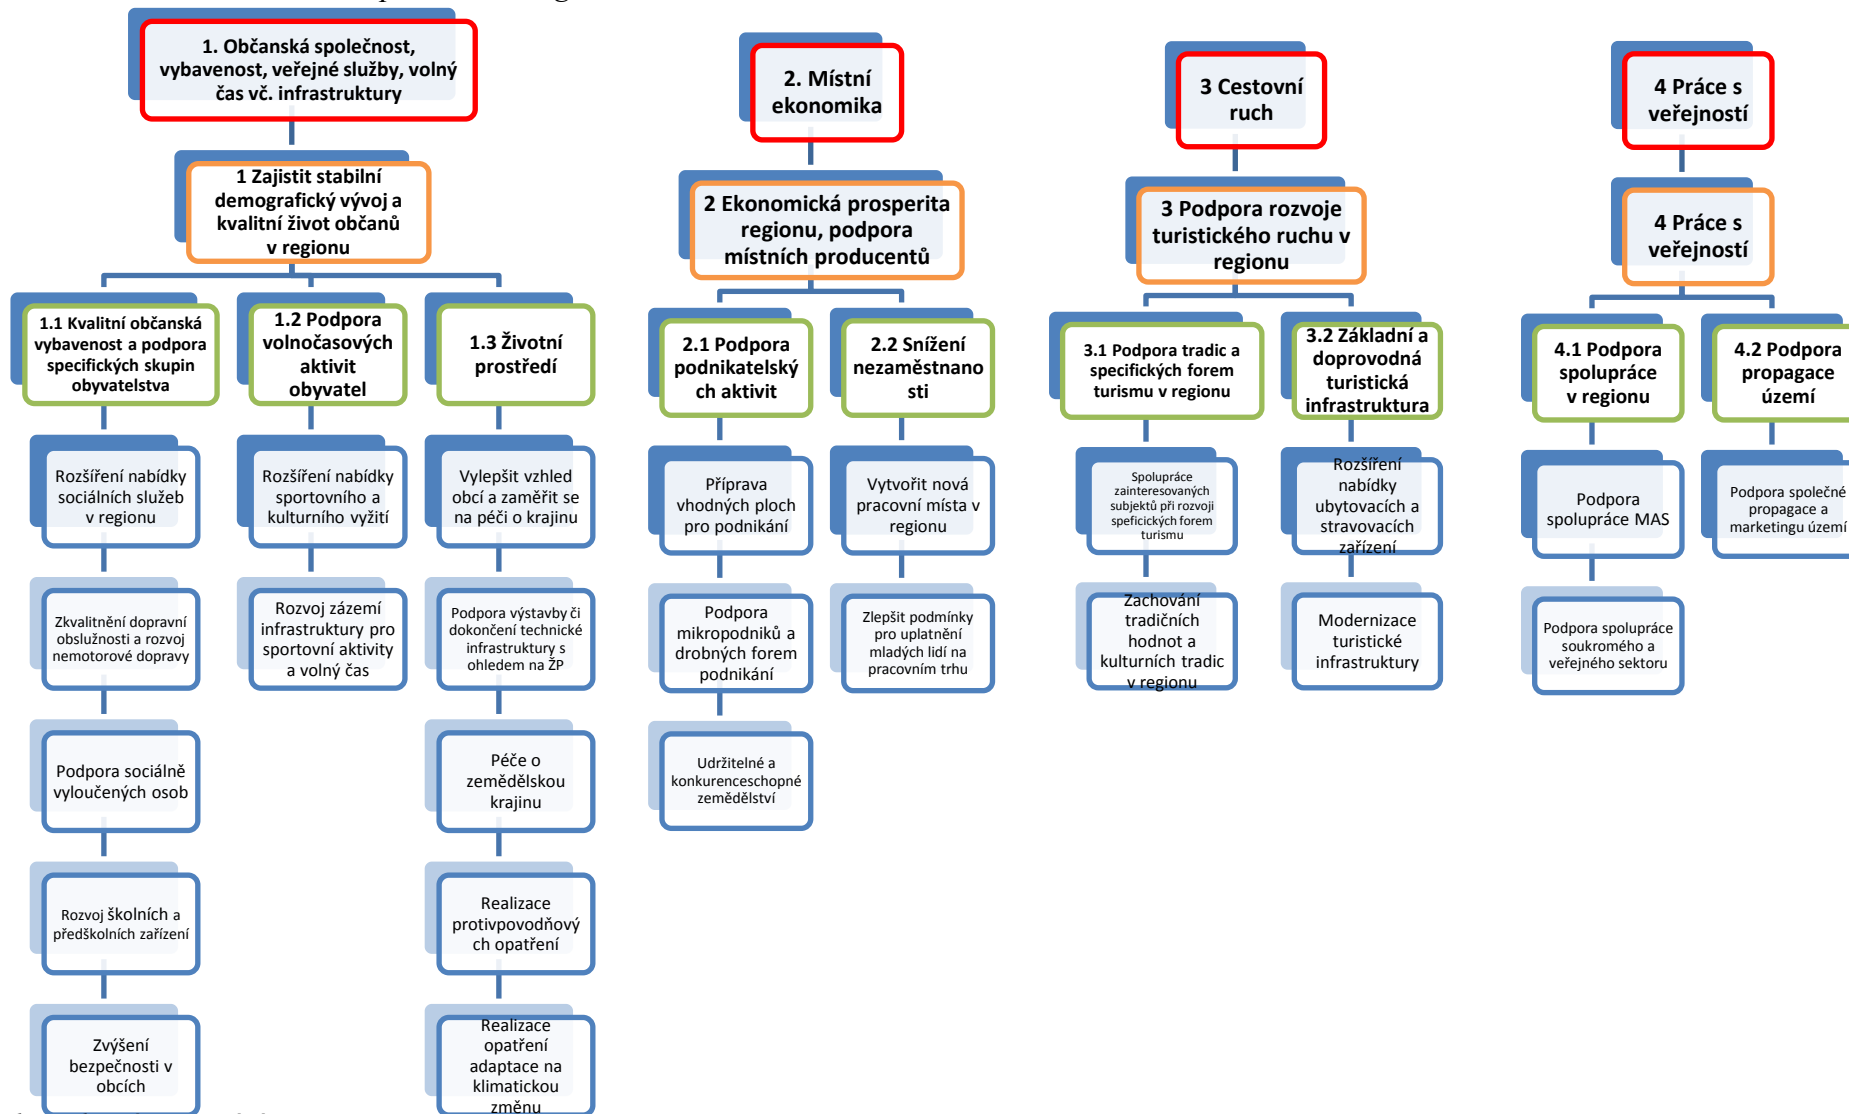 1. Občanská společnost,
vybavenost, veřejné služby, volný
čas vč. infrastruktury
1 Zajistit stabilní
demografický vývoj a
kvalitní život občanů
v regionu
1.1 Kvalitní občanská
vybavenost a podpora
specifických skupin
obyvatelstva
Rozšíření nabídky
sociálních služeb
v regionu
Zkvalitnění dopravní
obslužnosti a rozvoj
nemotorové dopravy
Podpora sociálně
vyloučených osob
Rozvoj školních a
předškolních zařízení
Zvýšení
bezpečnosti v
obcích
1.2 Podpora
volnočasových
aktivit
obyvatel
Rozšíření nabídky
sportovního a
kulturního vyžití
Rozvoj zázemí
infrastruktury pro
sportovní aktivity
a volný čas
1.3 Životní
prostředí
Vylepšit vzhled
obcí a zaměřit se
na péči o krajinu
Podpora výstavby či
dokončení technické
infrastruktury s
ohledem na ŽP
Péče o
zemědělskou
krajinu
Realizace
protivpovodňový
ch opatření
Realizace
opatření
adaptace na
klimatickou
změnu
2. Místní
ekonomika
2 Ekonomická prosperita
regionu, podpora
místních producentů
2.1 Podpora
podnikatelský
ch aktivit
Příprava
vhodných ploch
pro podnikání
Podpora
mikropodniků a
drobných forem
podnikání
Udržitelné a
konkurenceschopné
zemědělství
2.2 Snížení
nezaměstnano
sti
Vytvořit nová
pracovní místa v
regionu
Zlepšit podmínky
pro uplatnění
mladých lidí na
pracovním trhu
3 Cestovní
ruch
3 Podpora rozvoje
turistického ruchu v
regionu
3.1 Podpora tradic a
specifických forem
turismu v regionu
Spolupráce
zainteresovaných
subjektů při rozvoji
speficických forem
turismu
Zachování
tradičních
hodnot a
kulturních tradic
v regionu
3.2 Základní a
doprovodná
turistická
infrastruktura
Rozšíření
nabídky
ubytovacích a
stravovacích
zařízení
Modernizace
turistické
infrastruktury
4 Práce s
veřejností
4 Práce s
veřejností
4.1 Podpora
spolupráce
v regionu
Podpora
spolupráce MAS
Podpora spolupráce
soukromého a
veřejného sektoru
4.2 Podpora
propagace
území
Podpora společné
propagace a
marketingu území